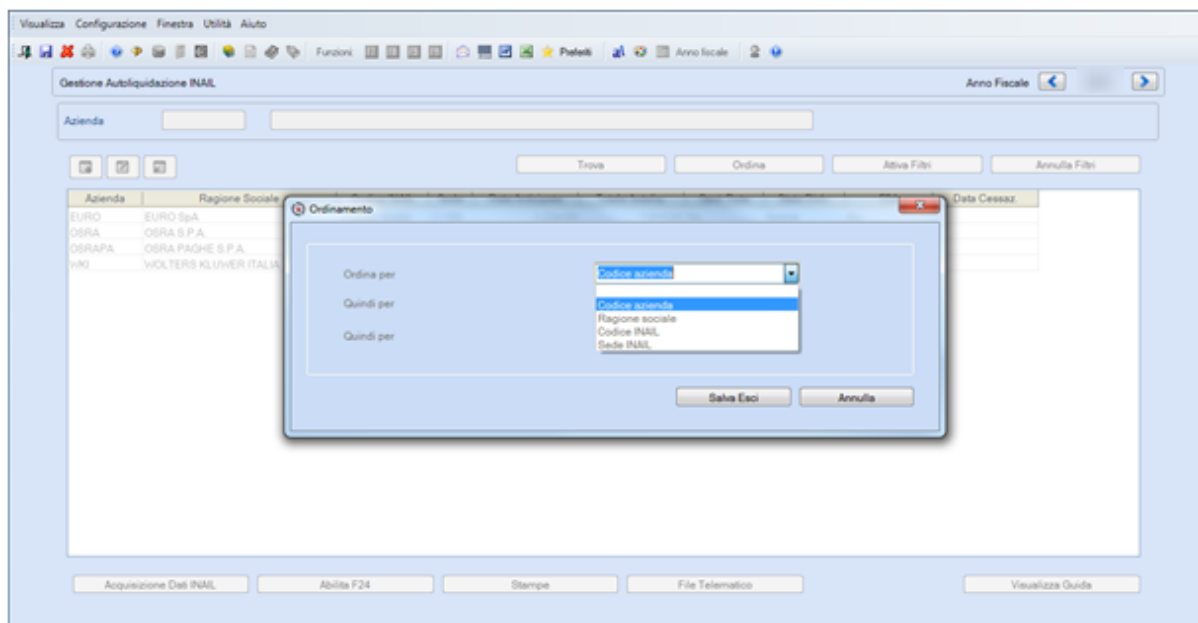 Visualizza Configurazione Finestra Utilità Aiuto
Funzioni: Preferiti Anno fiscale
Gestione Autoliquidazione INAIL Anno Fiscale
Azienda
Trova Ordina Attiva Filtri Annulla Filtri
Azienda Ragione Sociale Data Cessaz.
EURO EURO SpA
OSRA OSRA S.P.A.
OSRAPA OSRA PAGHE S.P.A.
WKI WOLTERS KLUWER ITALIA
Ordinamento
Ordina per Codice azienda
Quindi per
Quindi per
Codice azienda
Ragione sociale
Codice INAIL
Sede INAIL
Salva Esci Annulla
Acquisizione Dati INAIL Abilita F24 Stampe File Telematico Visualizza Guida